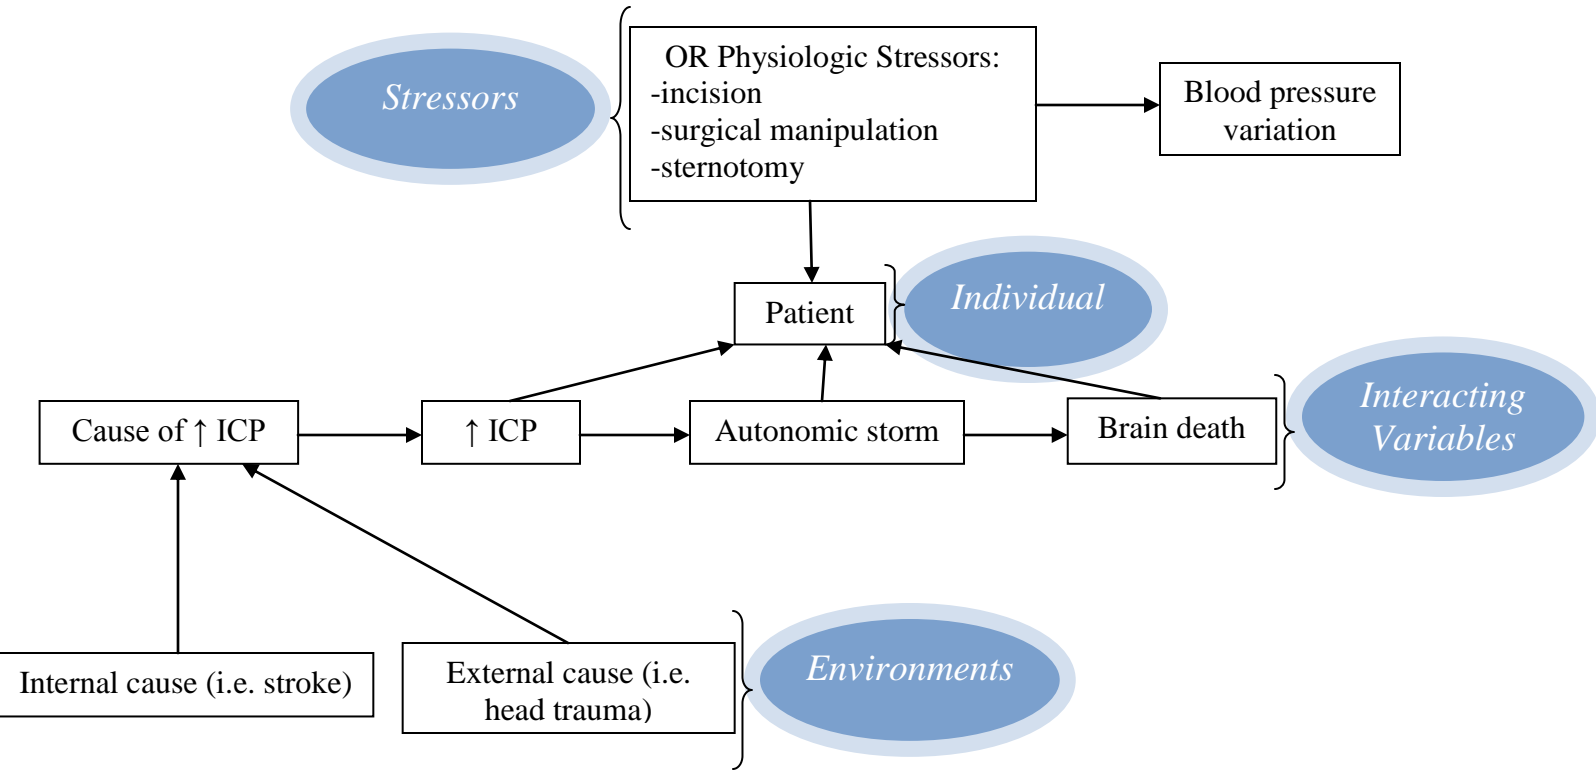 Stressors
OR Physiologic Stressors:
-incision
-surgical manipulation
-sternotomy
Blood pressure
variation
Patient
Individual
Cause of ↑ ICP
↑ ICP
Autonomic storm
Brain death
Interacting
Variables
Internal cause (i.e. stroke)
External cause (i.e.
head trauma)
Environments